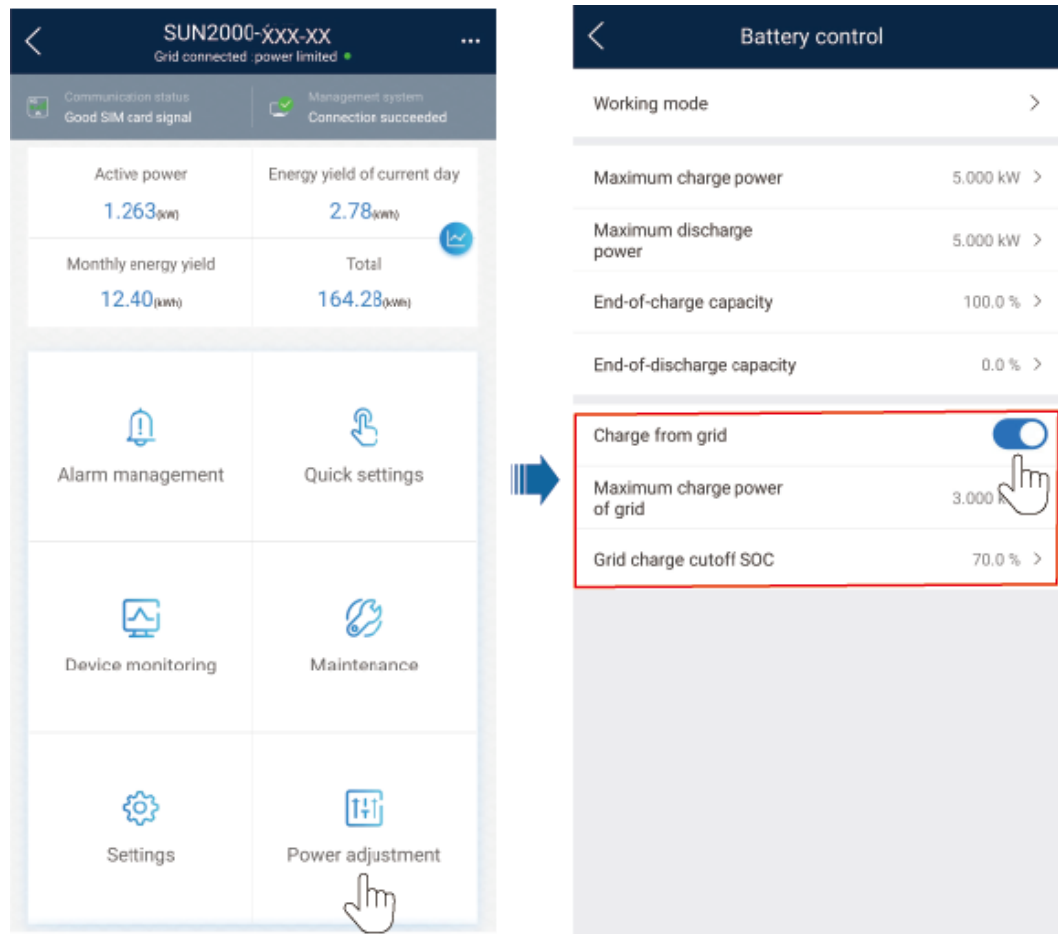 SUN2000-XXX-XX
Grid connected :power limited
Communication status
Good SIM card signal
Management system
Connection succeeded
Active power
1.263(kW)
Energy yield of current day
2.78(kWh)
Monthly energy yield
12.40(kWh)
Total
164.28(kWh)
Alarm management
Quick settings
Device monitoring
Maintenance
Settings
Power adjustment
Battery control
Working mode
Maximum charge power
5.000 kW
Maximum discharge
power
5.000 kW
End-of-charge capacity
100.0 %
End-of-discharge capacity
0.0 %
Charge from grid
Maximum charge power
of grid
3.000
Grid charge cutoff SOC
70.0 %